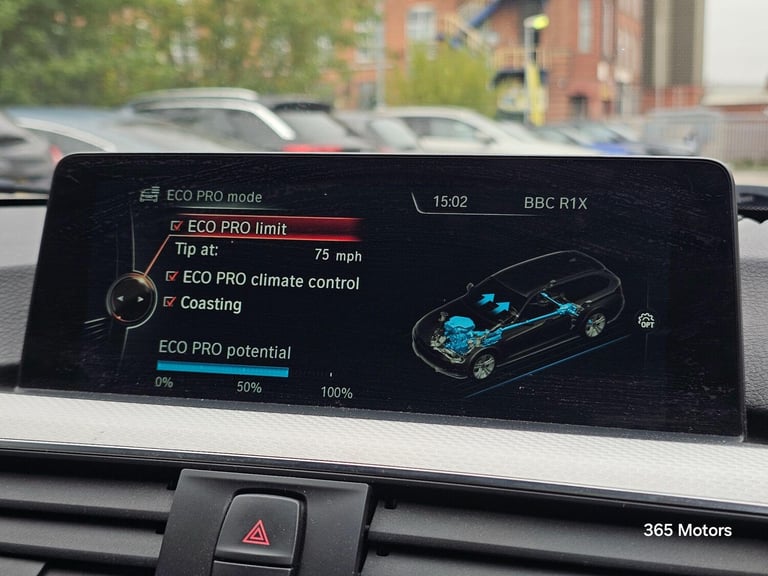 ECO PRO mode
15:02
BBC R1X
ECO PRO limit
Tip at: 75 mph
ECO PRO climate control
Coasting
OPT
ECO PRO potential
0% 50% 100%
365 Motors